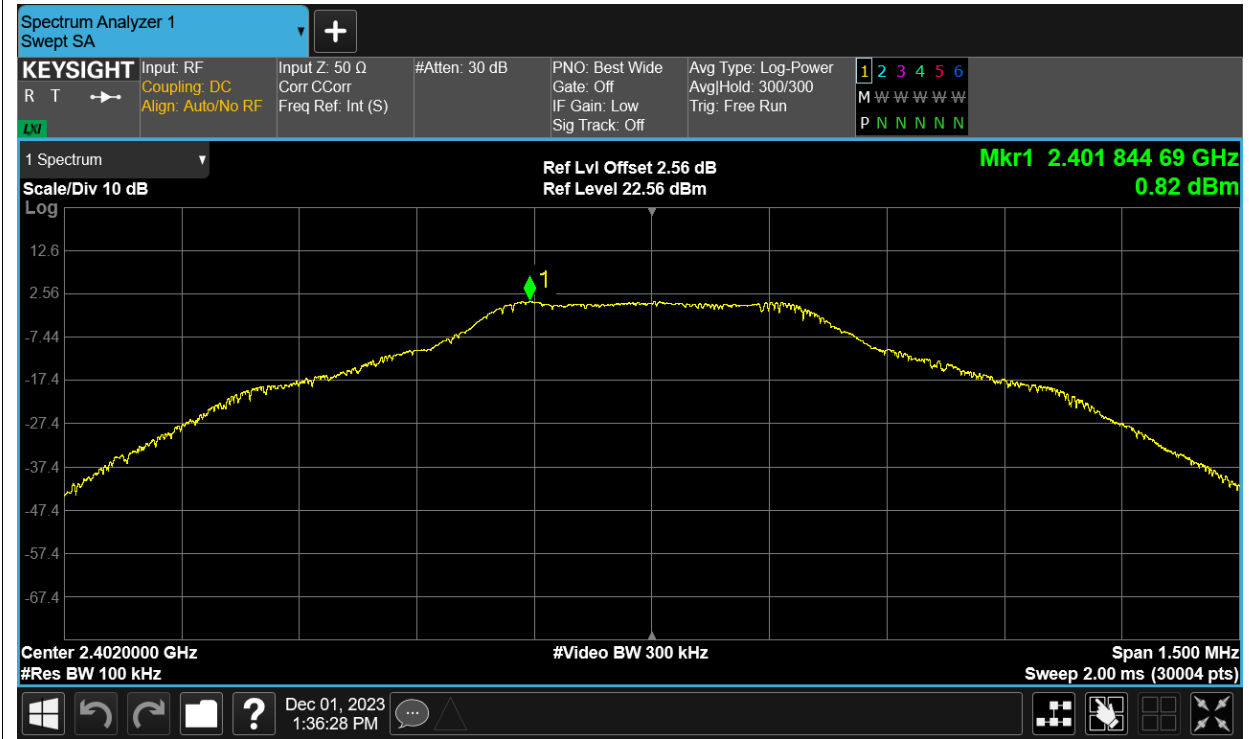 Spectrum Analyzer 1
Swept SA
KEYSIGHT
R T
LXI
Input: RF
Coupling: DC
Align: Auto/No RF
Input Z: 50 Ω
Corr CCorr
Freq Ref: Int (S)
#Atten: 30 dB
PNO: Best Wide
Gate: Off
IF Gain: Low
Sig Track: Off
Avg Type: Log-Power
Avg|Hold: 300/300
Trig: Free Run
1 2 3 4 5 6
M W W W W W
P N N N N N
1 Spectrum
Scale/Div 10 dB
Log
Ref Lvl Offset 2.56 dB
Ref Level 22.56 dBm
Mkr1 2.401 844 69 GHz
0.82 dBm
12.6
2.56
-7.44
-17.4
-27.4
-37.4
-47.4
-57.4
-67.4
1
Center 2.4020000 GHz
#Res BW 100 kHz
#Video BW 300 kHz
Span 1.500 MHz
Sweep 2.00 ms (30004 pts)
?
Dec 01, 2023
1:36:28 PM